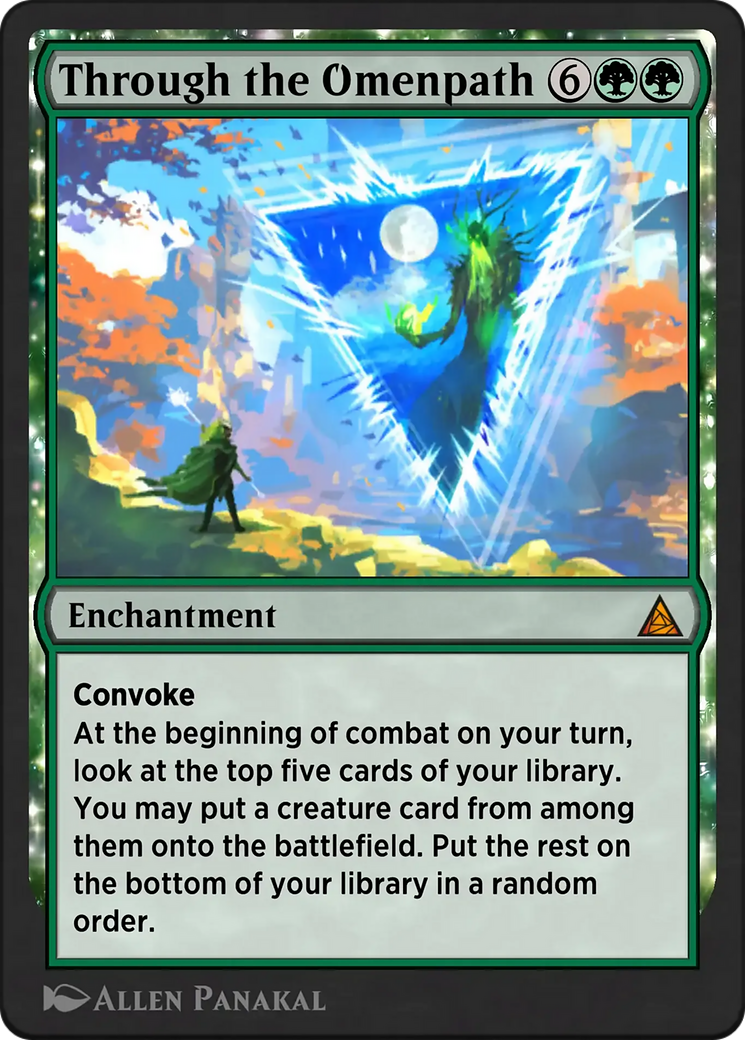 Through the Omenpath 6
Enchantment
Convoke
At the beginning of combat on your turn,
look at the top five cards of your library.
You may put a creature card from among
them onto the battlefield. Put the rest on
the bottom of your library in a random
order.
Allen Panakal